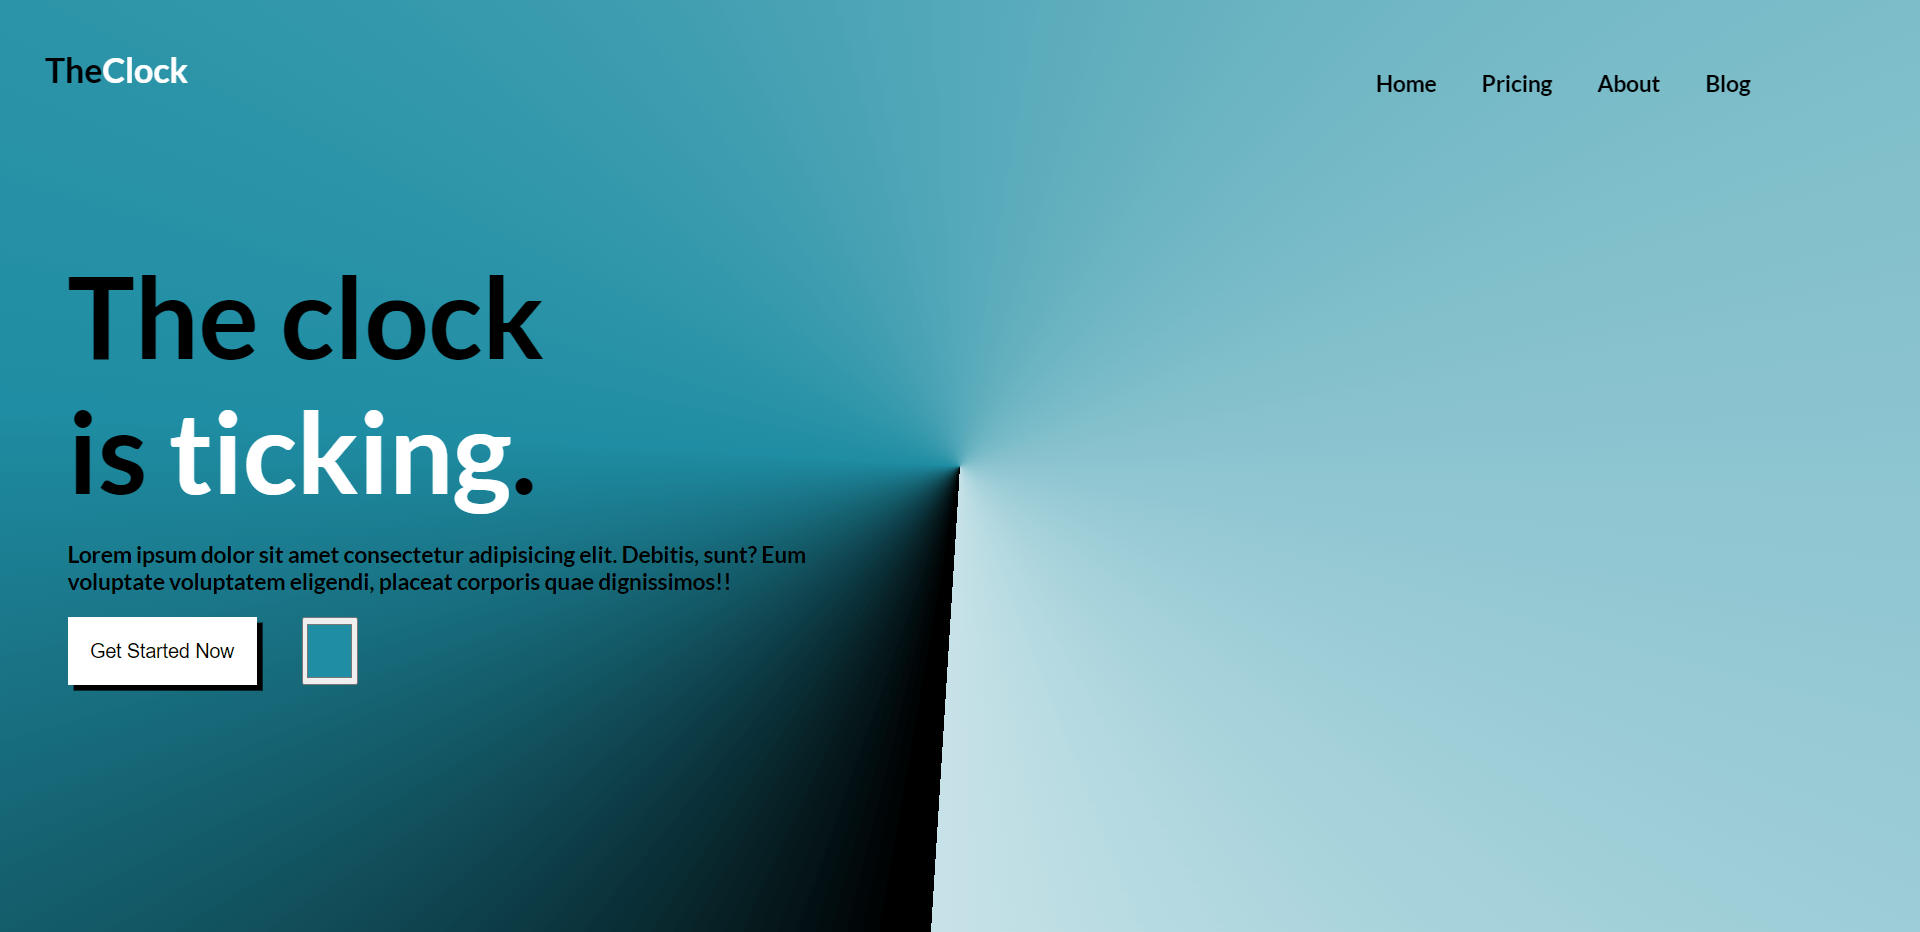 TheClock
Home Pricing About Blog
The clock
is ticking.
Lorem ipsum dolor sit amet consectetur adipisicing elit. Debitis, sunt? Eum
voluptate voluptatem eligendi, placeat corporis quae dignissimos!!
Get Started Now